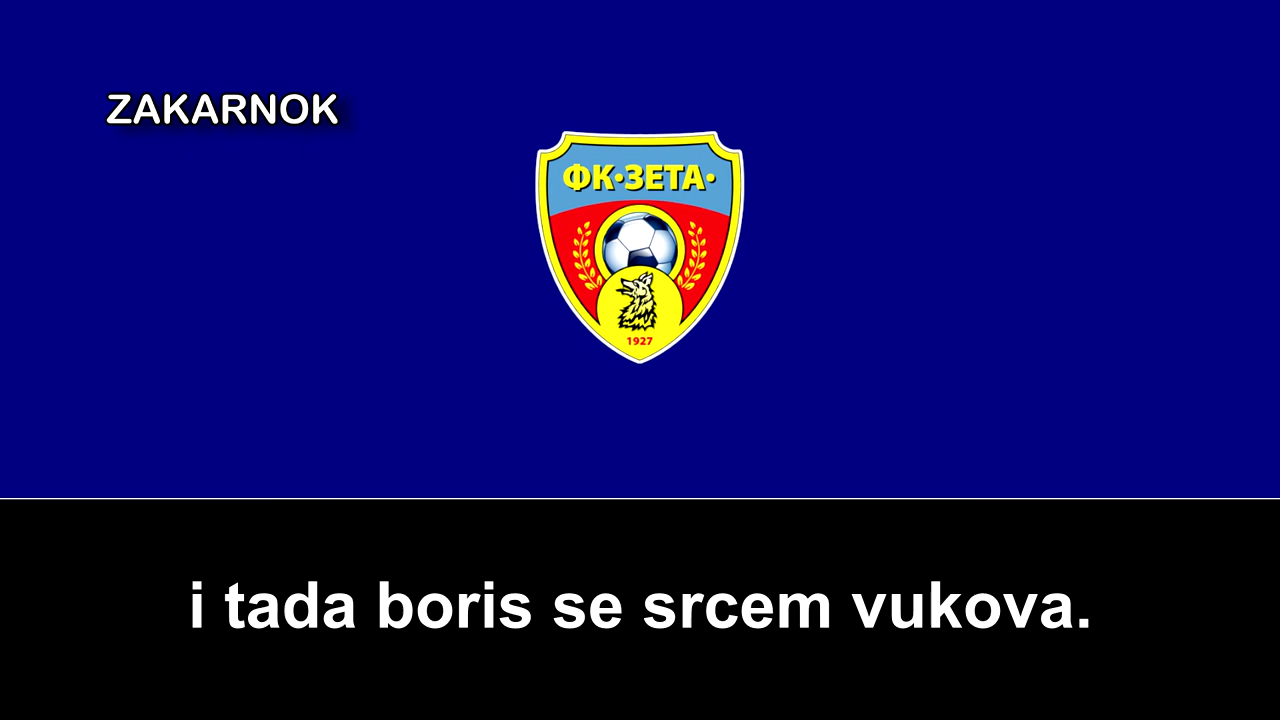 ZAKARNOK
ФК•ЗЕТА•
1927
i tada boris se srcem vukova.